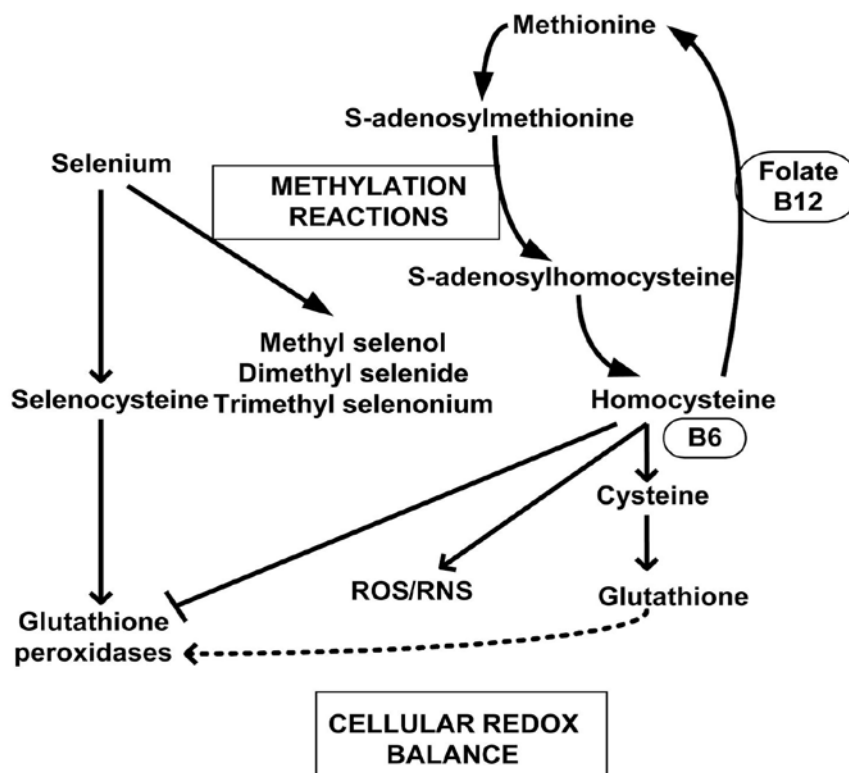 Methionine
S-adenosylmethionine
Selenium
METHYLATION
REACTIONS
Folate
B12
S-adenosylhomocysteine
Methyl selenol
Dimethyl selenide
Trimethyl selenonium
Selenocysteine
Homocysteine
B6
Cysteine
ROS/RNS
Glutathione
Glutathione
peroxidases
CELLULAR REDOX
BALANCE